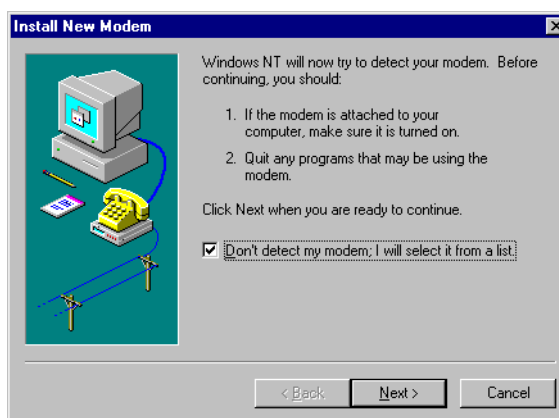 Install New Modem
Windows NT will now try to detect your modem. Before
continuing, you should:
1. If the modem is attached to your
computer, make sure it is turned on.
2. Quit any programs that may be using the
modem.
Click Next when you are ready to continue.
Don't detect my modem; I will select it from a list.
< Back
Next >
Cancel